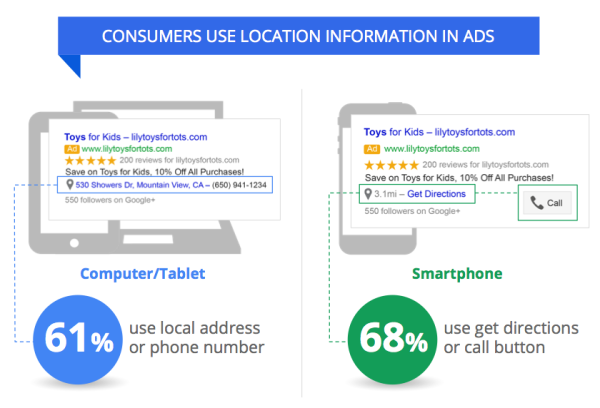 CONSUMERS USE LOCATION INFORMATION IN ADS
Toys for Kids – lilytoysfortots.com
Ad www.lilytoysfortots.com
200 reviews for lilytoysfortots.com
Save on Toys for Kids, 10% Off All Purchases!
530 Showers Dr, Mountain View, CA – (650) 941-1234
550 followers on Google+
Computer/Tablet
61%
use local address
or phone number
Toys for Kids – lilytoysfortots.com
Ad www.lilytoysfortots.com
200 reviews for lilytoysfortots.com
Save on Toys for Kids, 10% Off All Purchases!
3.1mi – Get Directions
Call
550 followers on Google+
Smartphone
68%
use get directions
or call button